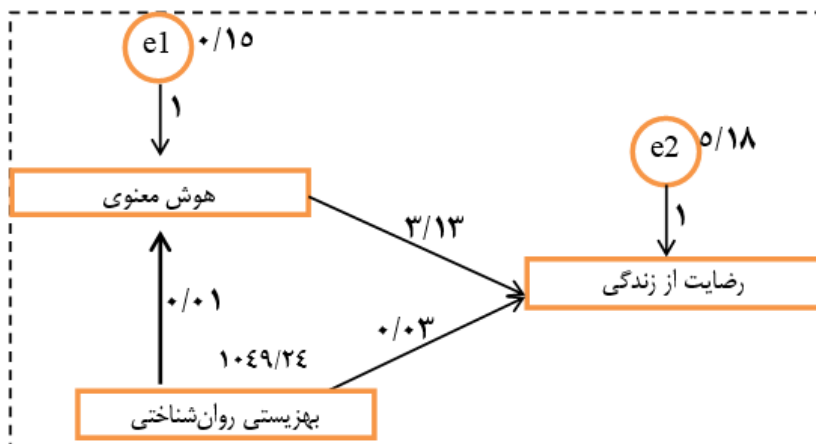 e1
۰/۱۵
۱
هوش معنوی
e2
۵/۱۸
۱
۳/۱۳
رضایت از زندگی
۰/۰۱
۰/۰۳
۱۰٤۹/۲٤
بهزیستی روان‌شناختی